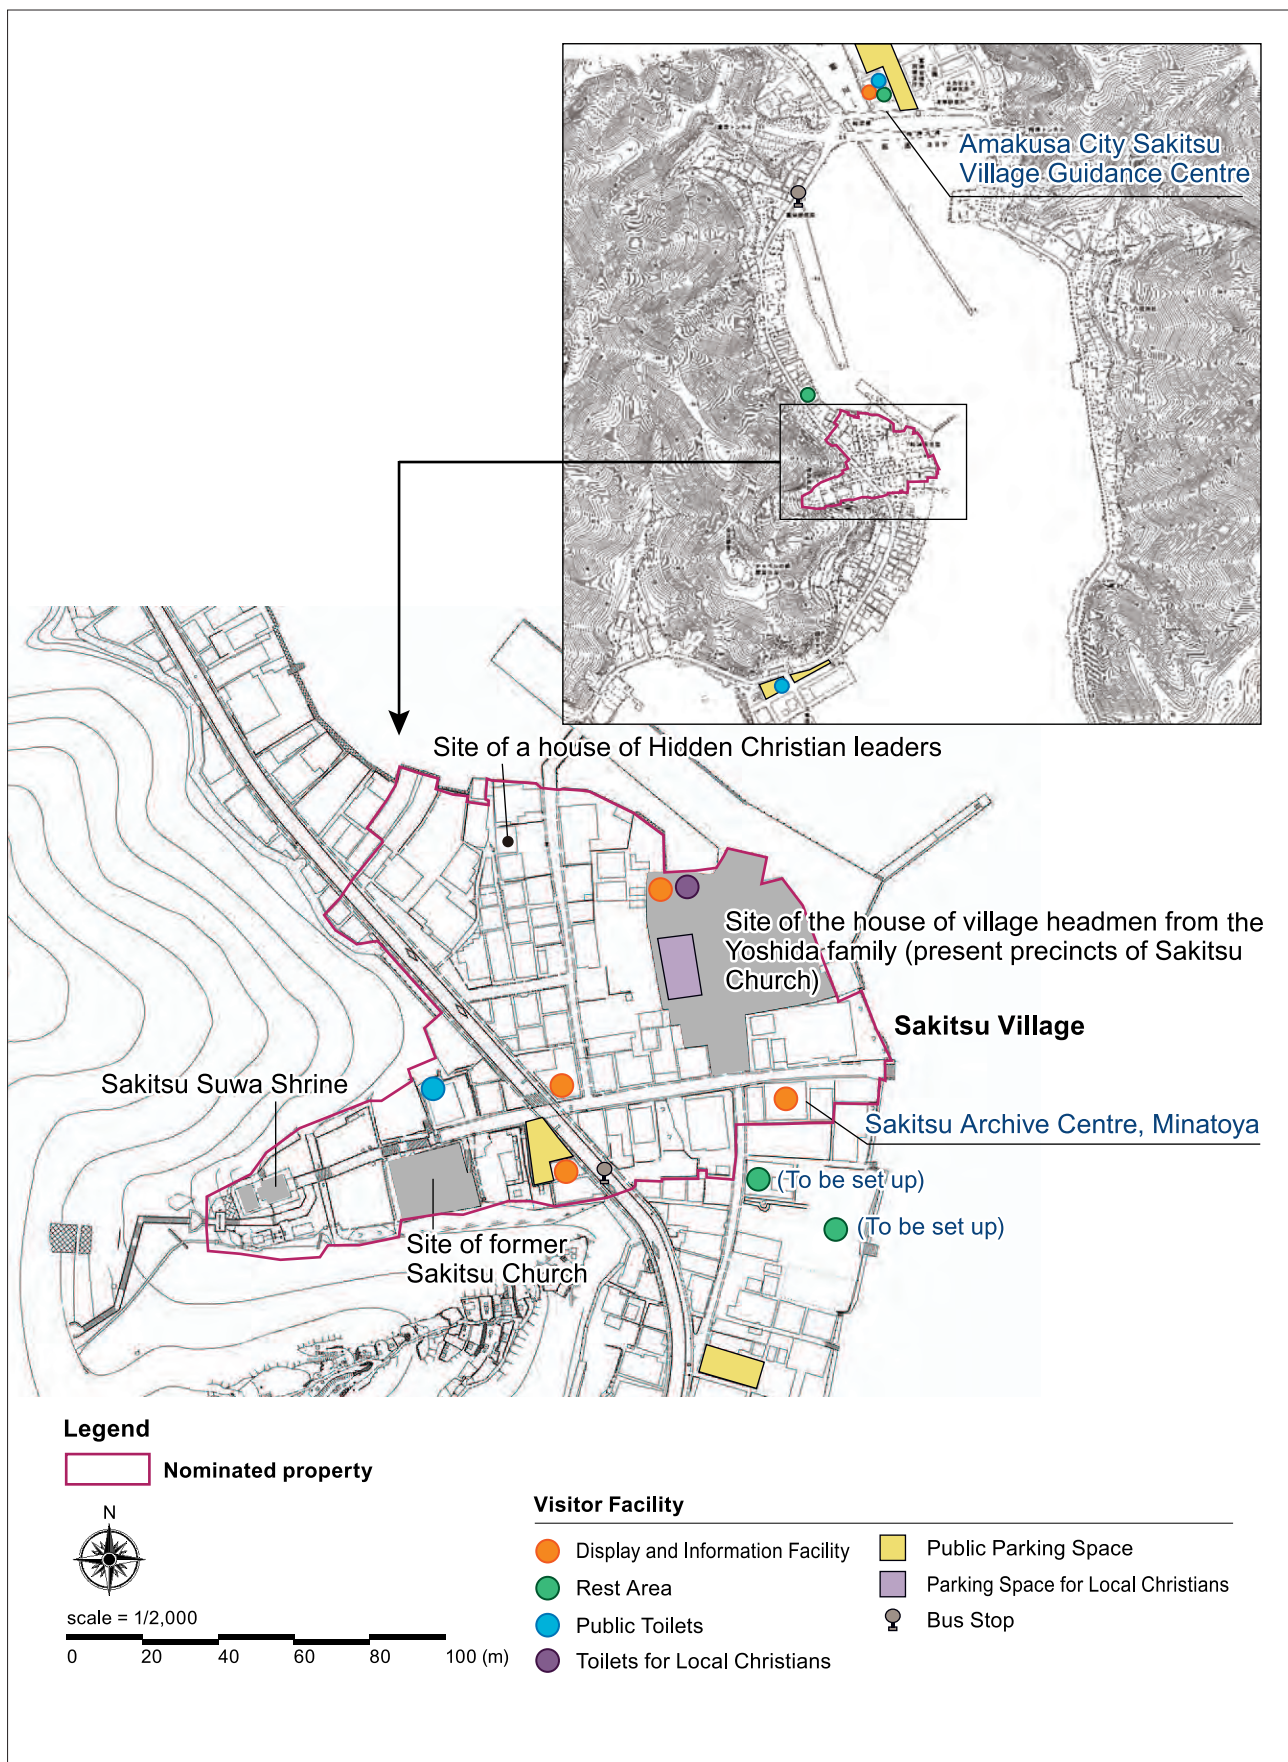 Amakusa City Sakitsu
Village Guidance Centre
Site of a house of Hidden Christian leaders
Site of the house of village headmen from the
Yoshida family (present precincts of Sakitsu
Church)
Sakitsu Village
Sakitsu Suwa Shrine
Sakitsu Archive Centre, Minatoya
(To be set up)
(To be set up)
Site of former
Sakitsu Church
Legend
Nominated property
N
scale = 1/2,000
0 20 40 60 80 100 (m)
Visitor Facility
Display and Information Facility
Rest Area
Public Toilets
Toilets for Local Christians
Public Parking Space
Parking Space for Local Christians
Bus Stop